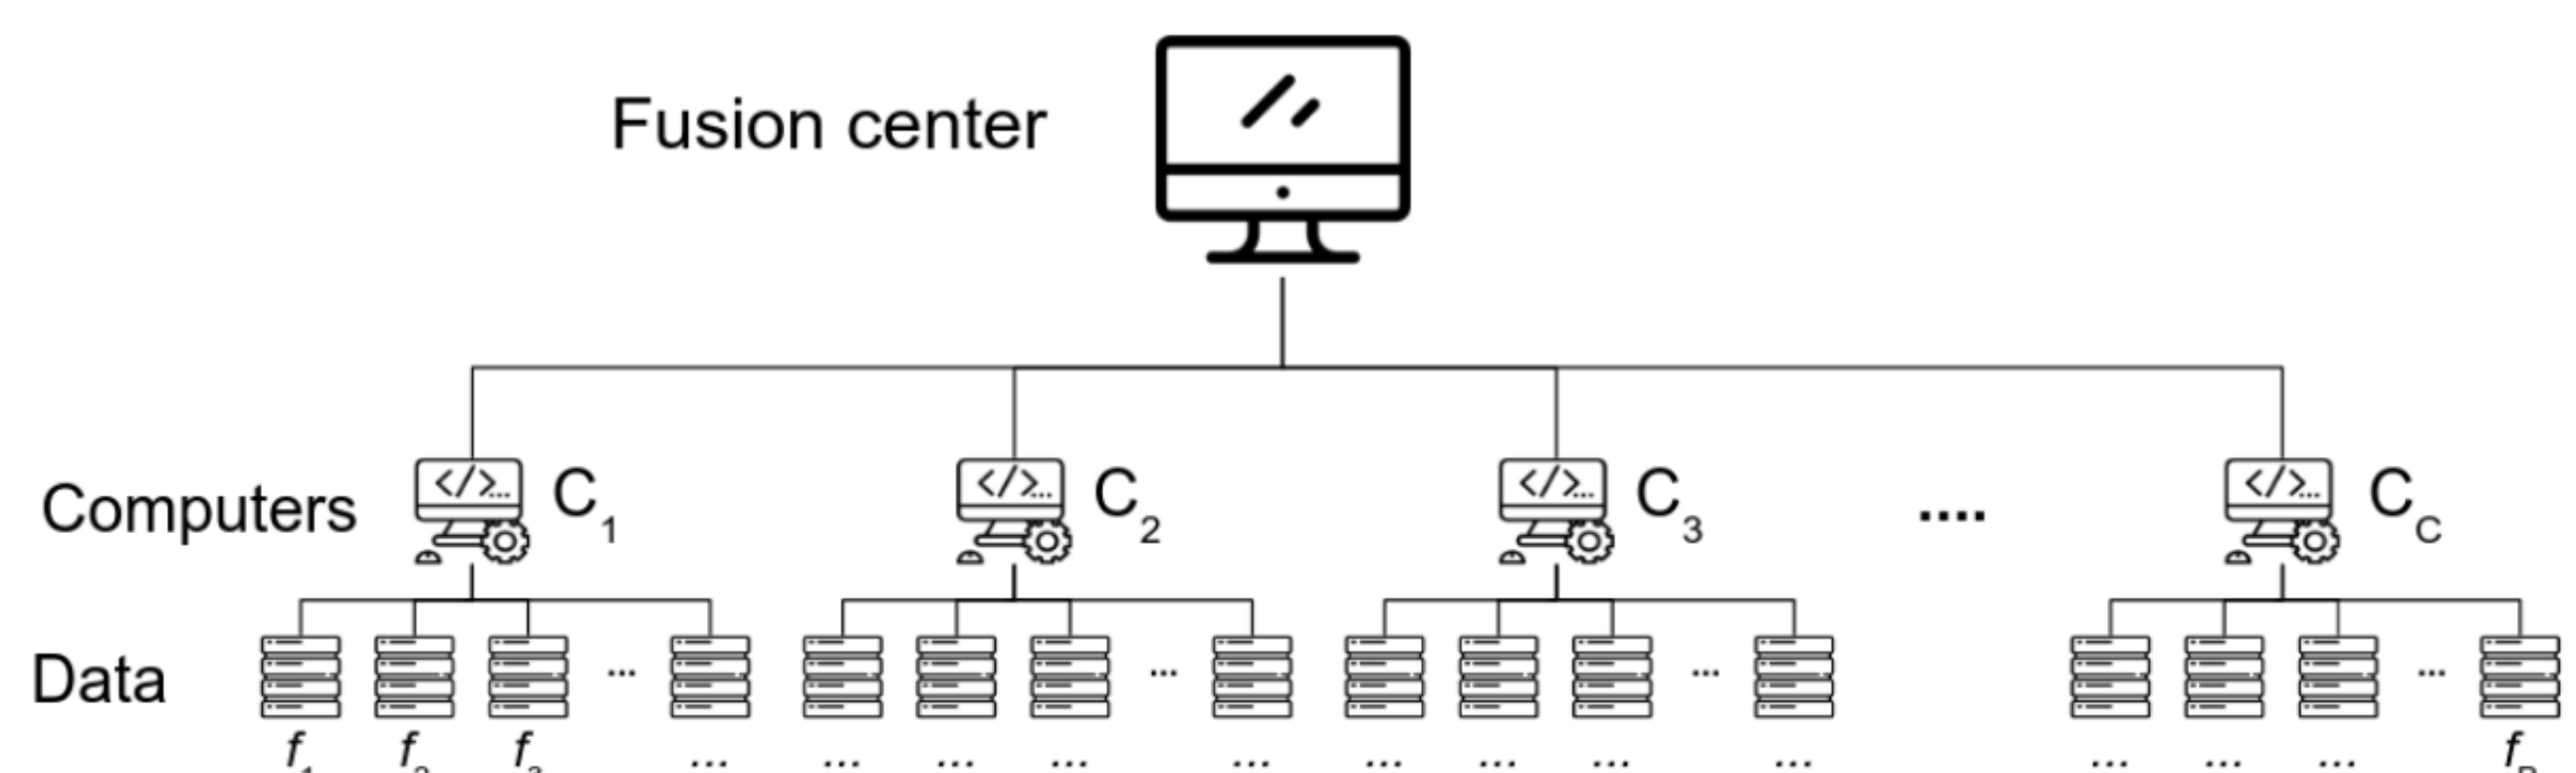 Fusion center
Computers C1 C2 C3 .... CC
</>... </>... </>... </>...
Data ... ... ... ...
f1 f2 f3 ... ... ... ... ... ... ... ... ... ... ... ... f